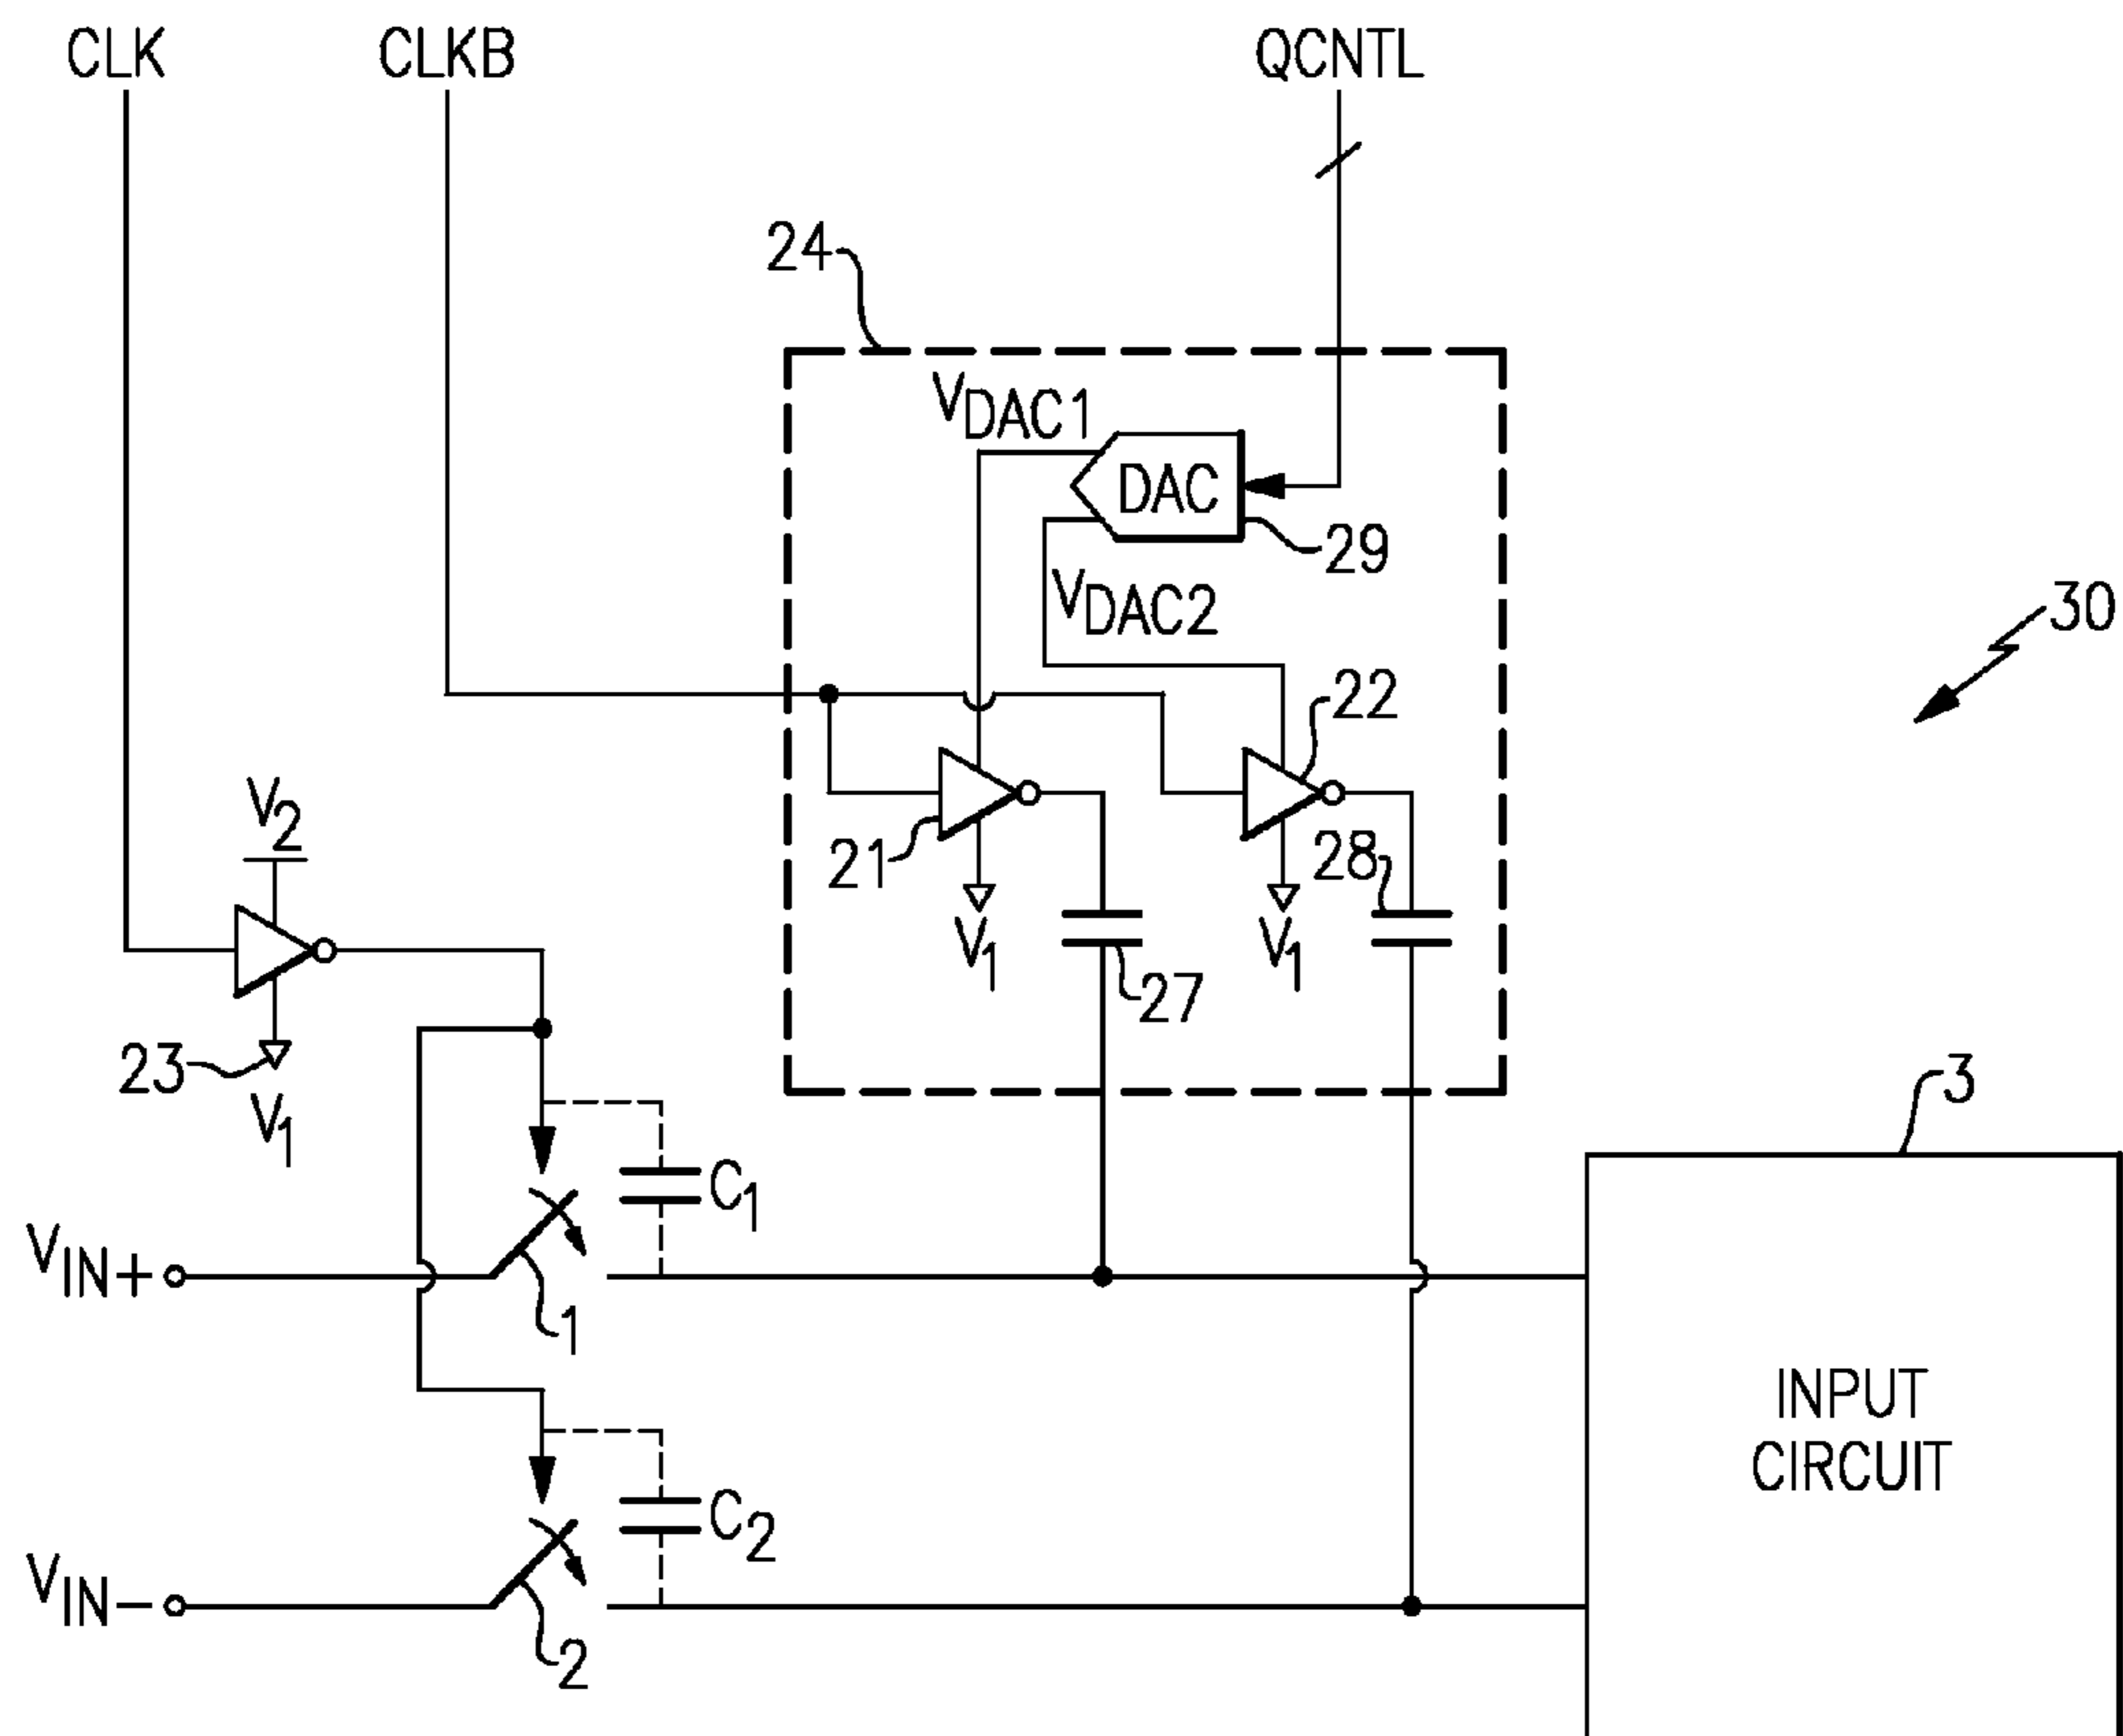 CLK
CLKB
QCNTL
24
VDAC1
DAC
29
VDAC2
30
22
V2
21
28
V1
V1
27
23
V1
3
C1
VIN+
1
INPUT
CIRCUIT
C2
VIN−
2